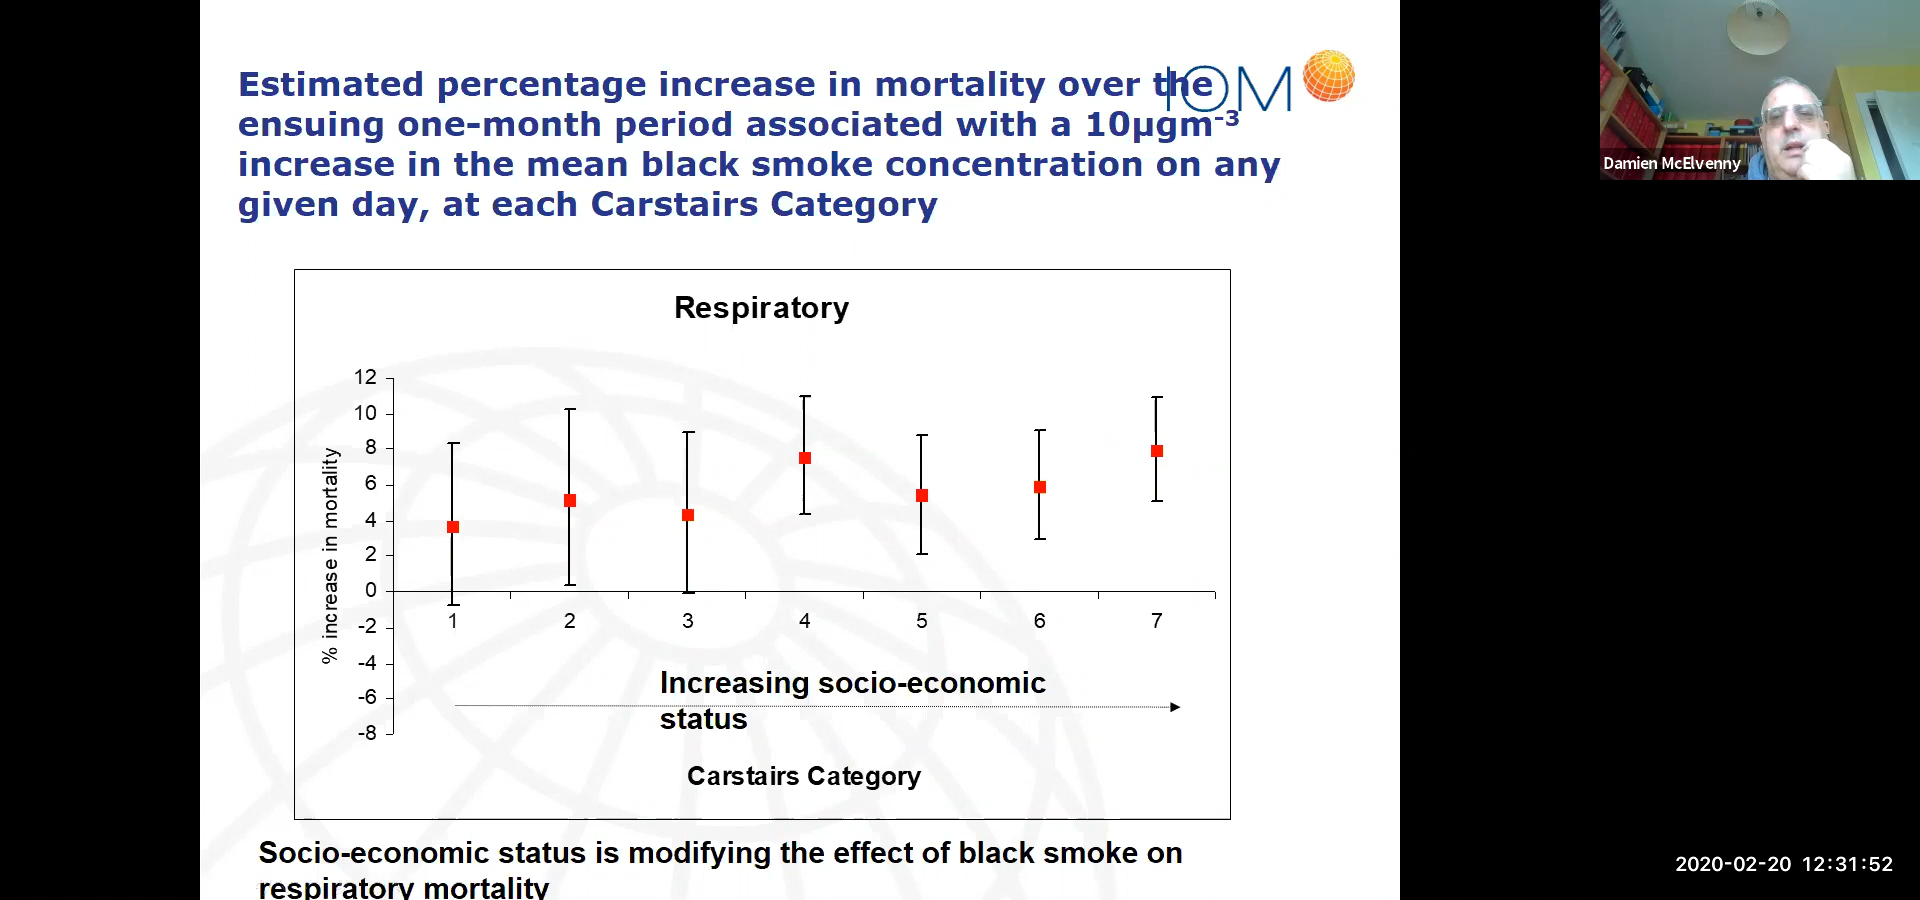 Estimated percentage increase in mortality over the
ensuing one-month period associated with a 10µgm-3
increase in the mean black smoke concentration on any
given day, at each Carstairs Category
IOM
Damien McElvenny
Respiratory
% increase in mortality
12
10
8
6
4
2
0
-2
-4
-6
-8
1 2 3 4 5 6 7
Increasing socio-economic
status
Carstairs Category
Socio-economic status is modifying the effect of black smoke on
respiratory mortality
2020-02-20 12:31:52